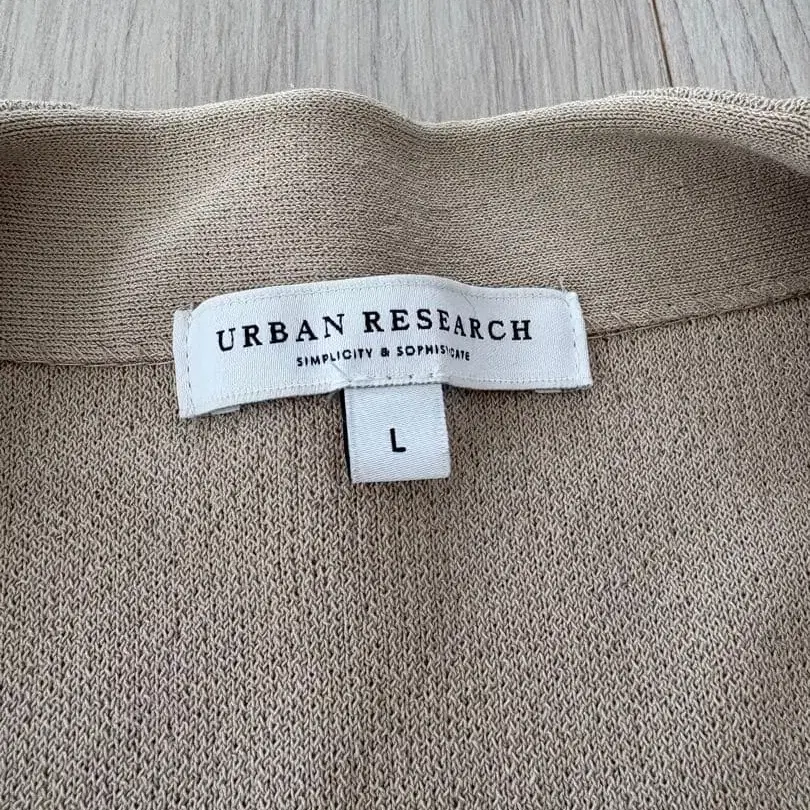 URBAN RESEARCH
SIMPLICITY & SOPHISTICATE
L